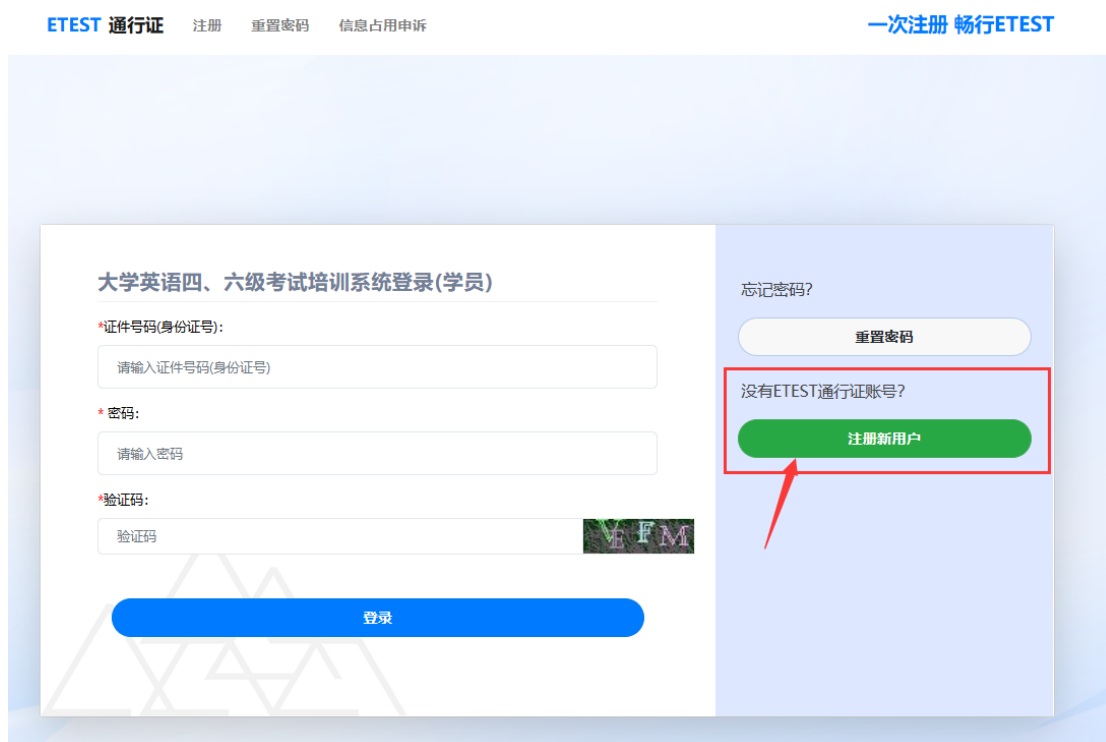 ETEST 通行证 注册 重置密码 信息占用申诉 一次注册 畅行ETEST
大学英语四、六级考试培训系统登录(学员)
*证件号码(身份证号):
请输入证件号码(身份证号)
* 密码:
请输入密码
*验证码:
验证码 VEFM
登录
忘记密码?
重置密码
没有ETEST通行证账号?
注册新用户